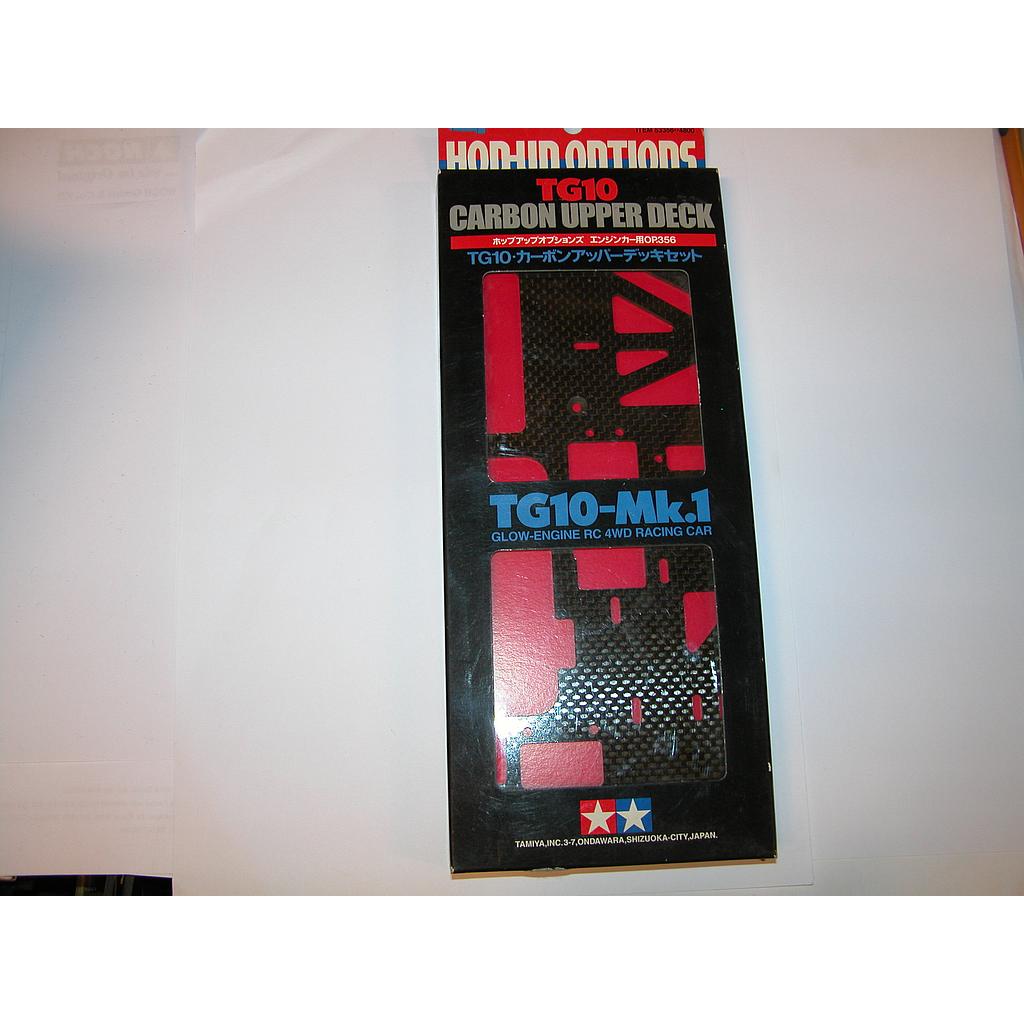 ITEM 53356-4800
HOP-UP OPTIONS
TG10
CARBON UPPER DECK
ホップアップオプションズ エンジンカー用OP.356
TG10・カーボンアッパーデッキセット
TG10-Mk.1
GLOW-ENGINE RC 4WD RACING CAR
TAMIYA,INC.3-7,ONDAWARA,SHIZUOKA-CITY,JAPAN.